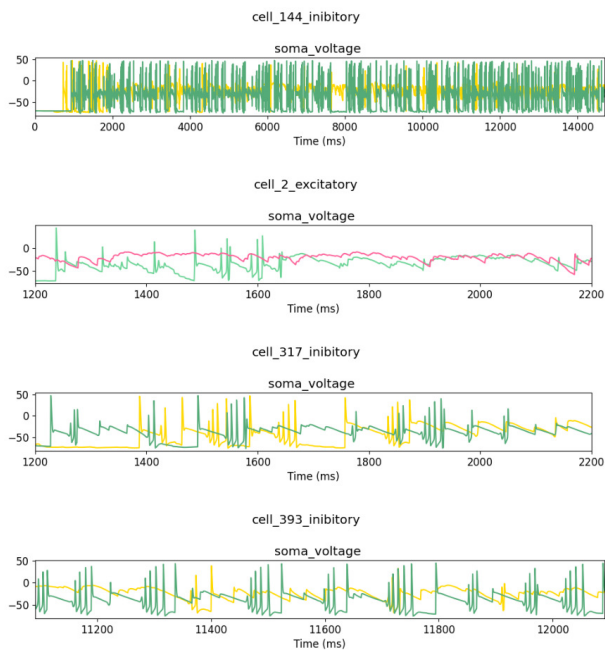 cell_144_inibitory
soma_voltage
50
0
−50
0 2000 4000 6000 8000 10000 12000 14000
Time (ms)
cell_2_excitatory
soma_voltage
0
−50
1200 1400 1600 1800 2000 2200
Time (ms)
cell_317_inibitory
soma_voltage
50
0
−50
1200 1400 1600 1800 2000 2200
Time (ms)
cell_393_inibitory
soma_voltage
50
0
−50
11200 11400 11600 11800 12000
Time (ms)